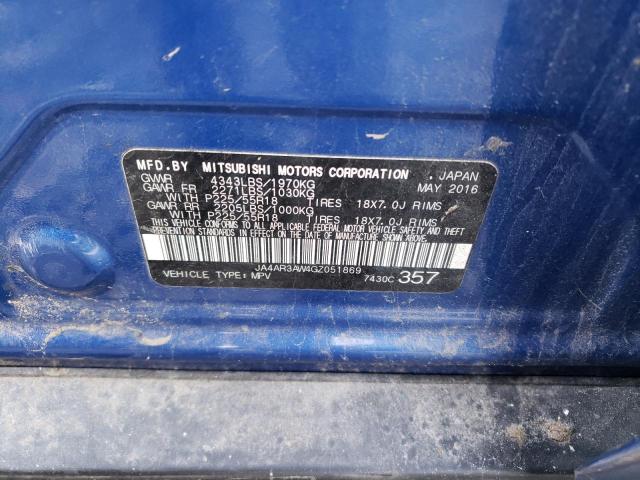 MFD.BY MITSUBISHI MOTORS CORPORATION . JAPAN
GVWR 4343LBS/1970KG MAY 2016
GAWR FR 2271LBS/1030KG
WITH P225/55R18 TIRES 18X7.0J RIMS
GAWR RR 2205LBS/1000KG
WITH P225/55R18 TIRES 18X7.0J RIMS
THIS VEHICLE CONFORMS TO ALL APPLICABLE
FEDERAL MOTOR VEHICLE SAFETY AND THEFT
PREVENTION STANDARDS IN EFFECT ON THE
DATE OF MANUFACTURE SHOWN ABOVE.
JA4AR3AW4GZ051869
VEHICLE TYPE: MPV 7430C 357